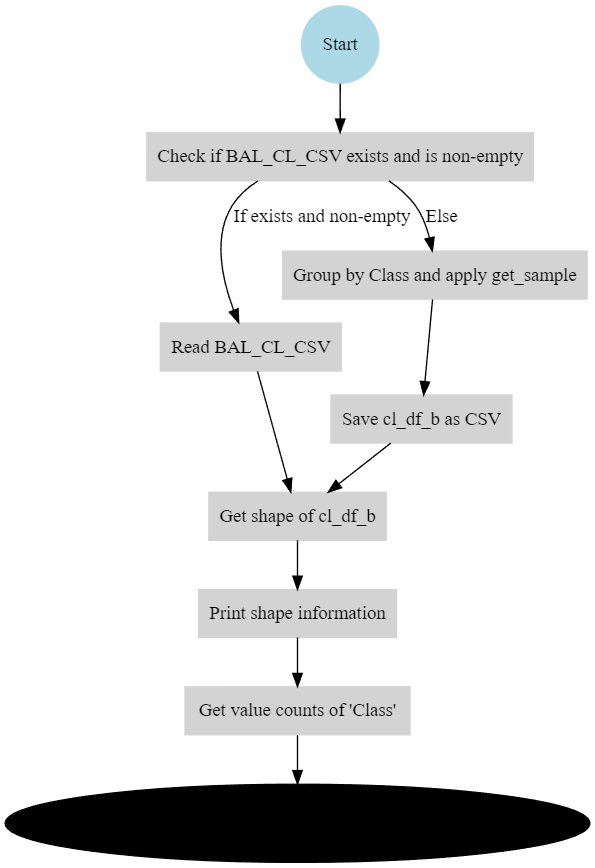 Start
Check if BAL_CL_CSV exists and is non-empty
If exists and non-empty
Else
Group by Class and apply get_sample
Read BAL_CL_CSV
Save cl_df_b as CSV
Get shape of cl_df_b
Print shape information
Get value counts of 'Class'